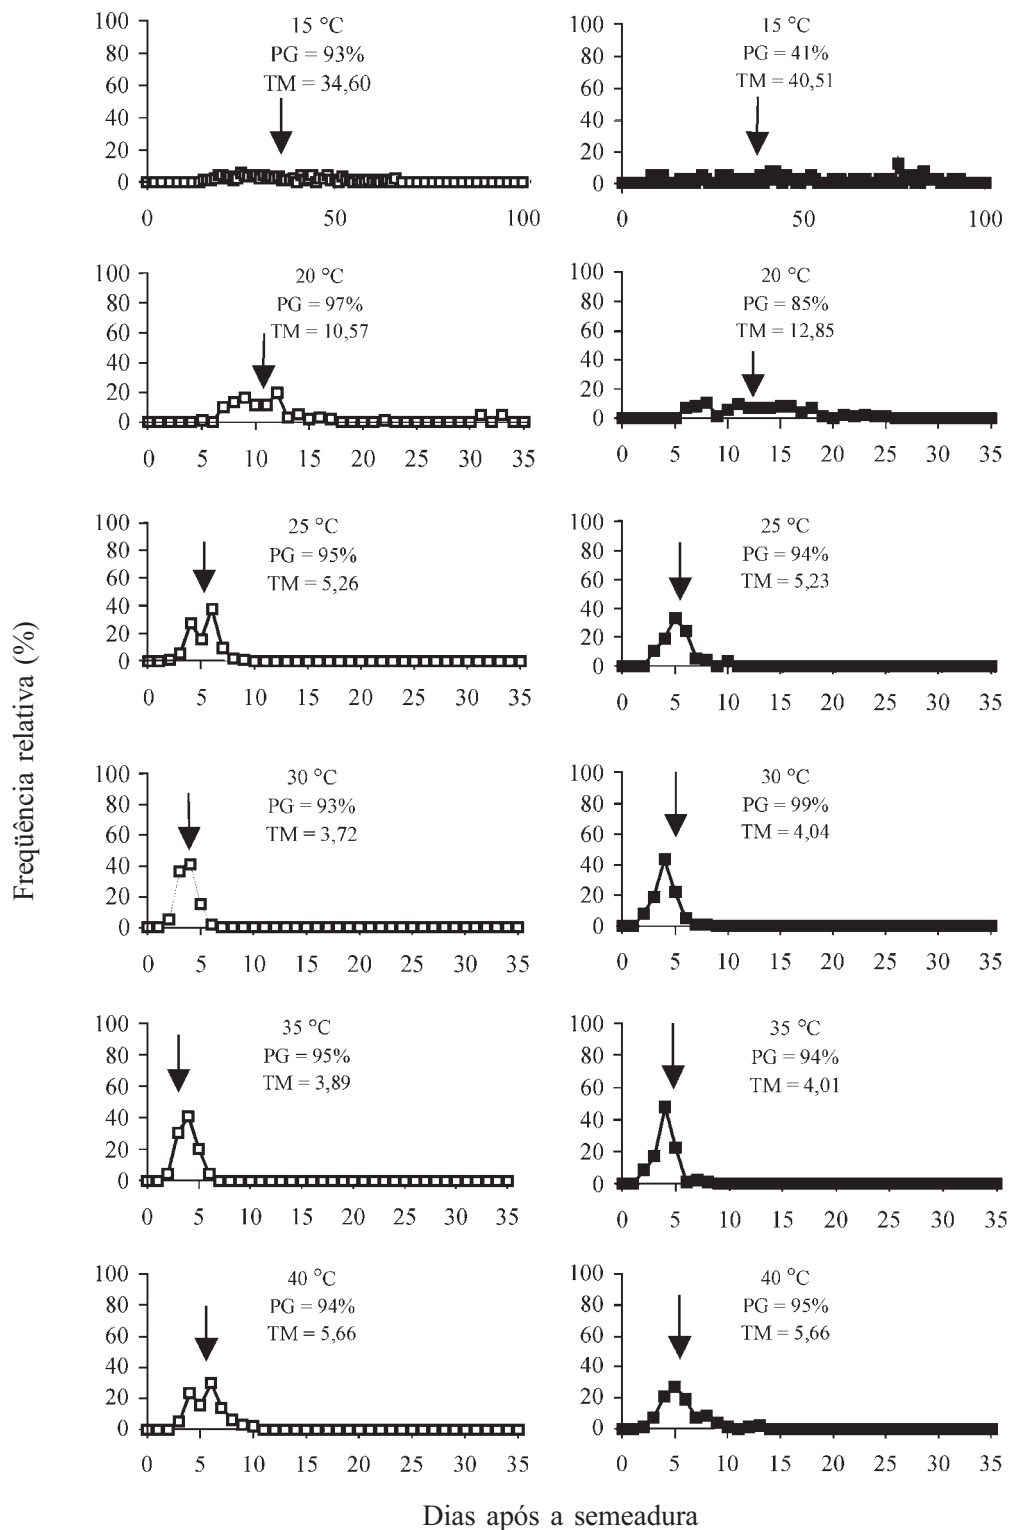 Freqüência relativa (%)
15 °C
PG = 93%
TM = 34,60
100
80
60
40
20
0
0 50 100
15 °C
PG = 41%
TM = 40,51
100
80
60
40
20
0
0 50 100
20 °C
PG = 97%
TM = 10,57
100
80
60
40
20
0
0 5 10 15 20 25 30 35
20 °C
PG = 85%
TM = 12,85
100
80
60
40
20
0
0 5 10 15 20 25 30 35
25 °C
PG = 95%
TM = 5,26
100
80
60
40
20
0
0 5 10 15 20 25 30 35
25 °C
PG = 94%
TM = 5,23
100
80
60
40
20
0
0 5 10 15 20 25 30 35
30 °C
PG = 93%
TM = 3,72
100
80
60
40
20
0
0 5 10 15 20 25 30 35
30 °C
PG = 99%
TM = 4,04
100
80
60
40
20
0
0 5 10 15 20 25 30 35
35 °C
PG = 95%
TM = 3,89
100
80
60
40
20
0
0 5 10 15 20 25 30 35
35 °C
PG = 94%
TM = 4,01
100
80
60
40
20
0
0 5 10 15 20 25 30 35
40 °C
PG = 94%
TM = 5,66
100
80
60
40
20
0
0 5 10 15 20 25 30 35
40 °C
PG = 95%
TM = 5,66
100
80
60
40
20
0
0 5 10 15 20 25 30 35
Dias após a semeadura